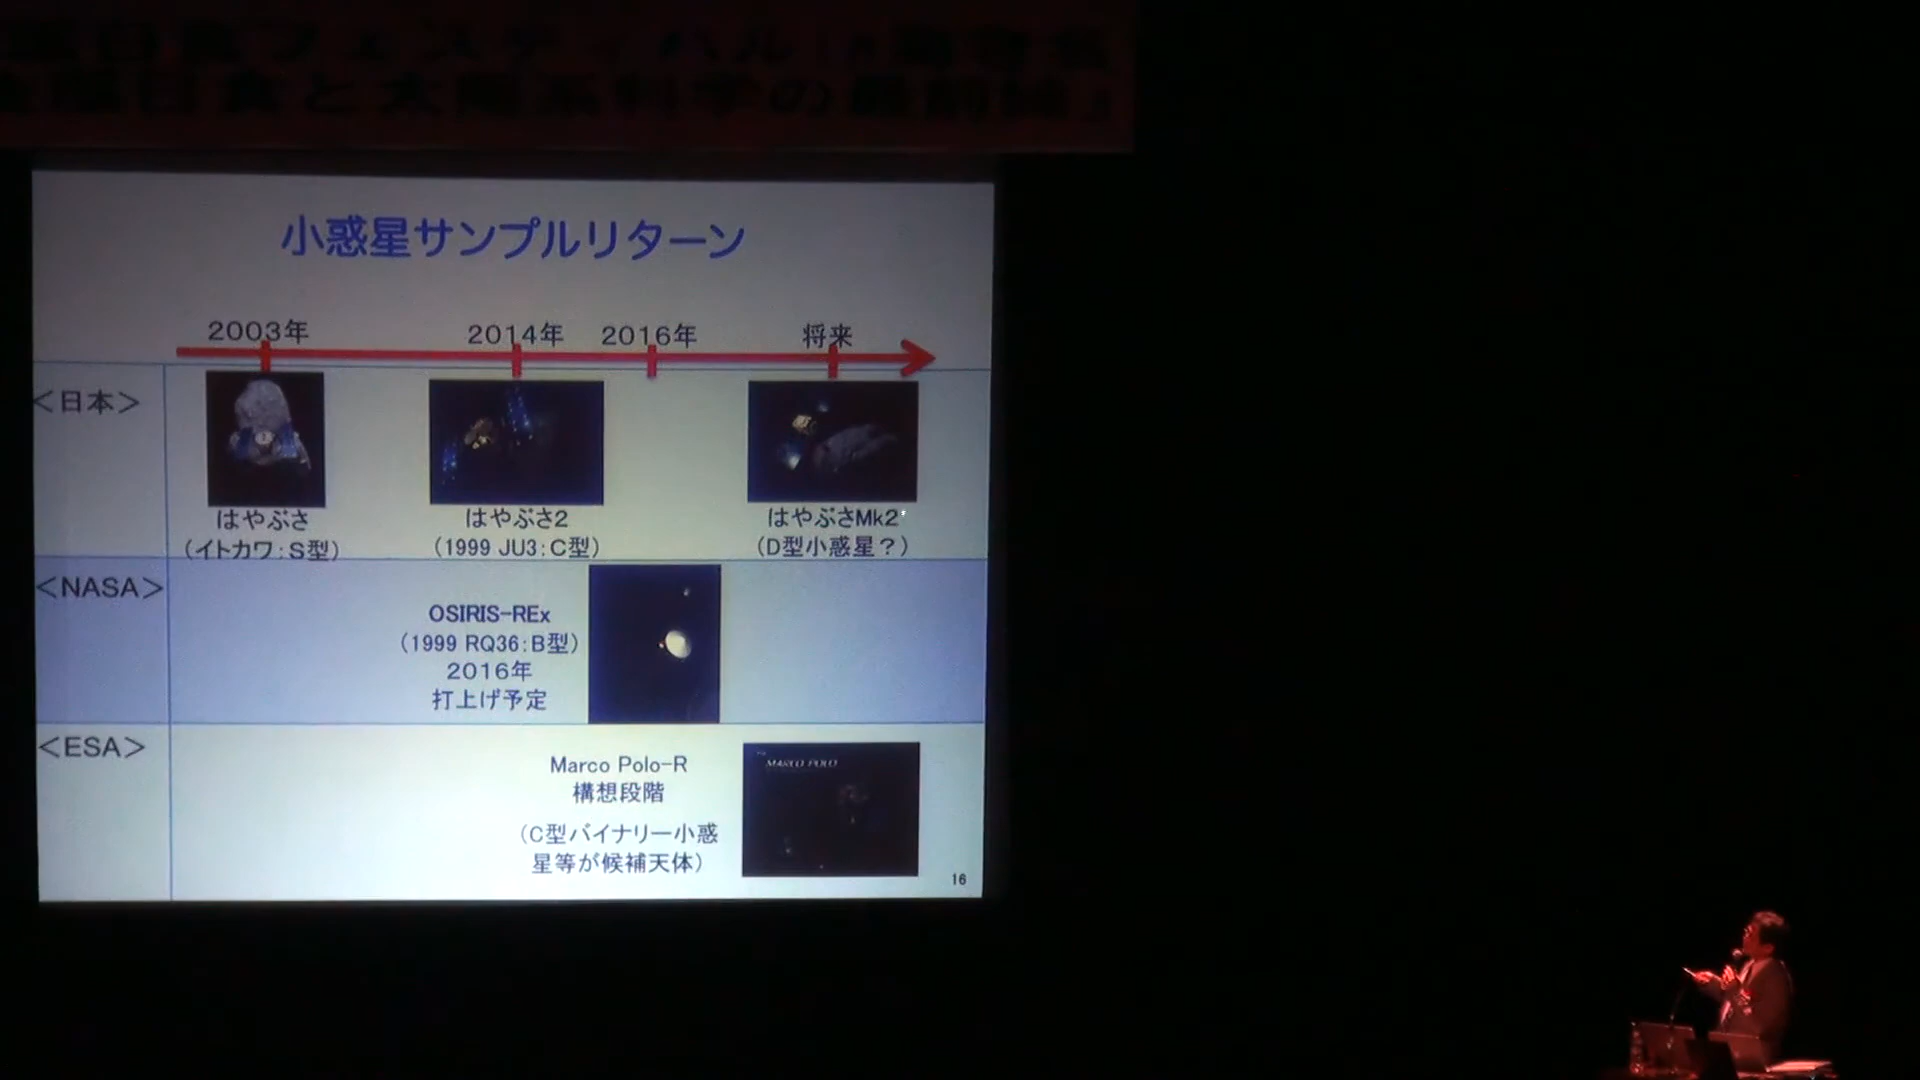 小惑星サンプルリターン
2003年
2014年
2016年
将来
＜日本＞
はやぶさ
（イトカワ：S型）
はやぶさ2
（1999 JU3：C型）
はやぶさMk2
（D型小惑星？）
＜NASA＞
OSIRIS-REx
（1999 RQ36：B型）
2016年
打上げ予定
＜ESA＞
Marco Polo-R
構想段階
（C型バイナリー小惑
星等が候補天体）
MARCO POLO
16